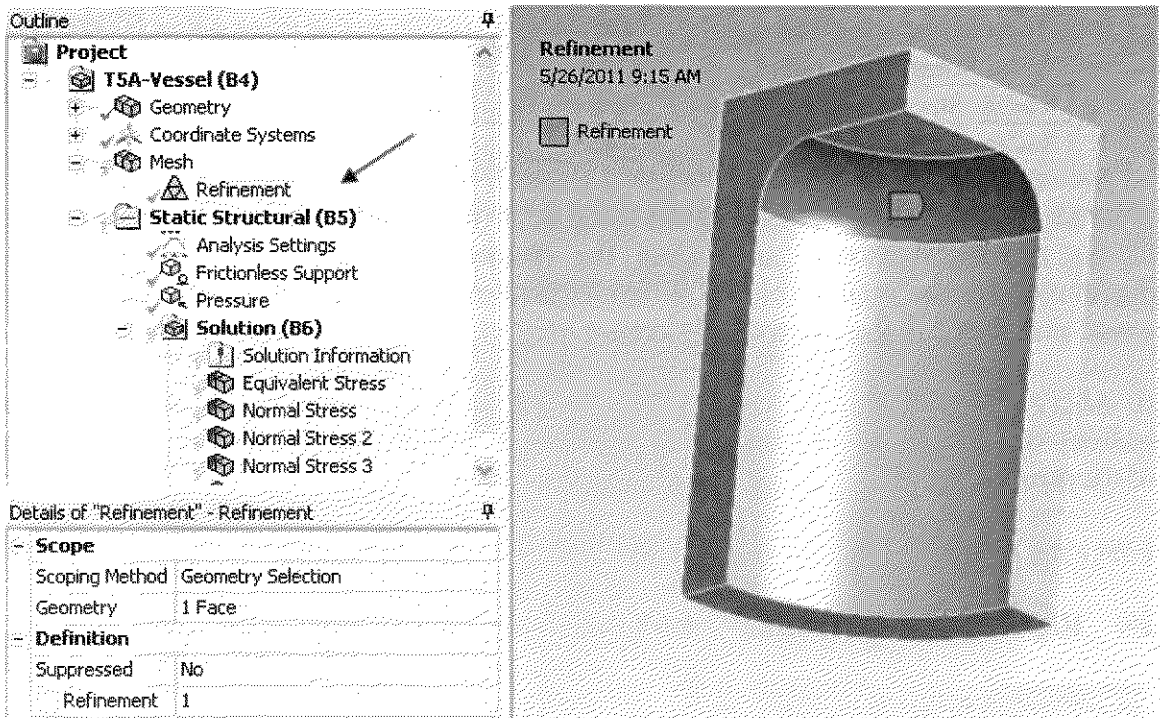 Outline
Project
T5A-Vessel (B4)
Geometry
Coordinate Systems
Mesh
Refinement
Static Structural (B5)
Analysis Settings
Frictionless Support
Pressure
Solution (B6)
Solution Information
Equivalent Stress
Normal Stress
Normal Stress 2
Normal Stress 3
Details of "Refinement" - Refinement
Scope
Scoping Method Geometry Selection
Geometry 1 Face
Definition
Suppressed No
Refinement 1
Refinement
5/26/2011 9:15 AM
Refinement